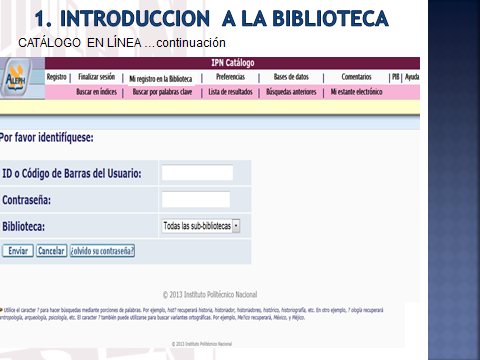 1. INTRODUCCION A LA BIBLIOTECA
CATÁLOGO EN LÍNEA ...continuación
IPN Catálogo
ALEPH
Registro | Finalizar sesión | Mi registro en la Biblioteca | Preferencias | Bases de datos | Comentarios | PIB | Ayuda
Buscar en índices | Buscar por palabras clave | Lista de resultados | Búsquedas anteriores | Mi estante electrónico
Por favor identifíquese:
ID o Código de Barras del Usuario:
Contraseña:
Biblioteca: Todas las sub-bibliotecas
Enviar Cancelar ¿olvido su contraseña?
© 2013 Instituto Politécnico Nacional
Utilice el caracter ? para hacer búsquedas mediante porciones de palabras. Por ejemplo, hist? recuperará historia, historiador, historiadores, histórico, historiografía, etc. En otro ejemplo, ? ología recuperará
antropología, arqueología, psicología, etc. El caracter ? también puede utilizarse para buscar variantes ortográficas. Por ejemplo, Me?ico recuperará, México, y Méjico.
© 2013 Instituto Politécnico Nacional